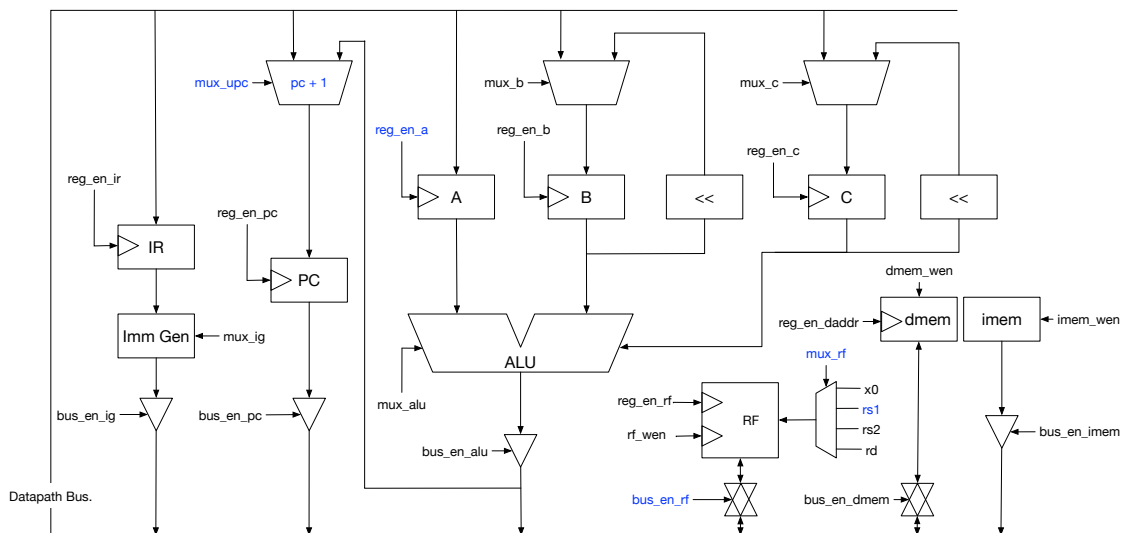 mux_upc
pc + 1
mux_b
mux_c
reg_en_a
reg_en_b
reg_en_c
reg_en_ir
A
B
<<
C
<<
reg_en_pc
IR
PC
dmem_wen
Imm Gen
mux_ig
reg_en_daddr
dmem
imem
imem_wen
ALU
mux_rf
mux_alu
x0
reg_en_rf
RF
rs1
rs2
rf_wen
rd
bus_en_ig
bus_en_pc
bus_en_alu
bus_en_imem
Datapath Bus.
bus_en_rf
bus_en_dmem